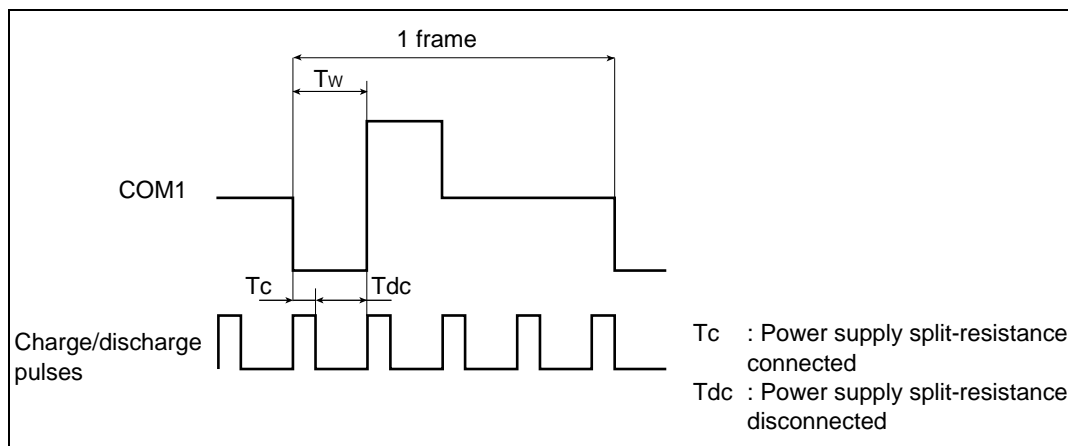 1 frame
Tw
COM1
Tc
Tdc
Charge/discharge
pulses
Tc : Power supply split-resistance
connected
Tdc : Power supply split-resistance
disconnected